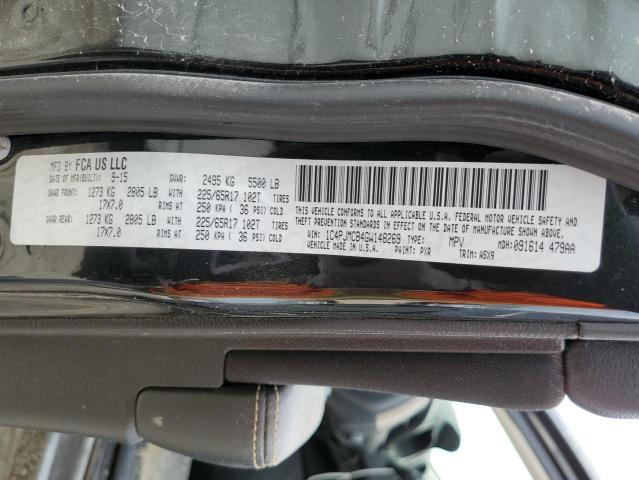 MFD BY FCA US LLC
DATE OF MFR(BUILT): 9-15 GVWR: 2495 KG 5500 LB
GAWR FRONT: 1273 KG 2805 LB WITH 225/65R17 102T TIRES
17X7.0 RIMS AT 250 KPA ( 36 PSI) COLD
GAWR REAR: 1273 KG 2805 LB WITH 225/65R17 102T TIRES
17X7.0 RIMS AT 250 KPA ( 36 PSI) COLD
THIS VEHICLE CONFORMS TO ALL APPLICABLE U.S.A. FEDERAL MOTOR VEHICLE SAFETY AND
THEFT PREVENTION STANDARDS IN EFFECT ON THE DATE OF MANUFACTURE SHOWN ABOVE.
VIN: 1C4PJMCB4GW148269 TYPE: MPV MDH: 091614 479AA
MADE IN U.S.A. PAINT: PXR TRIM: A5X9